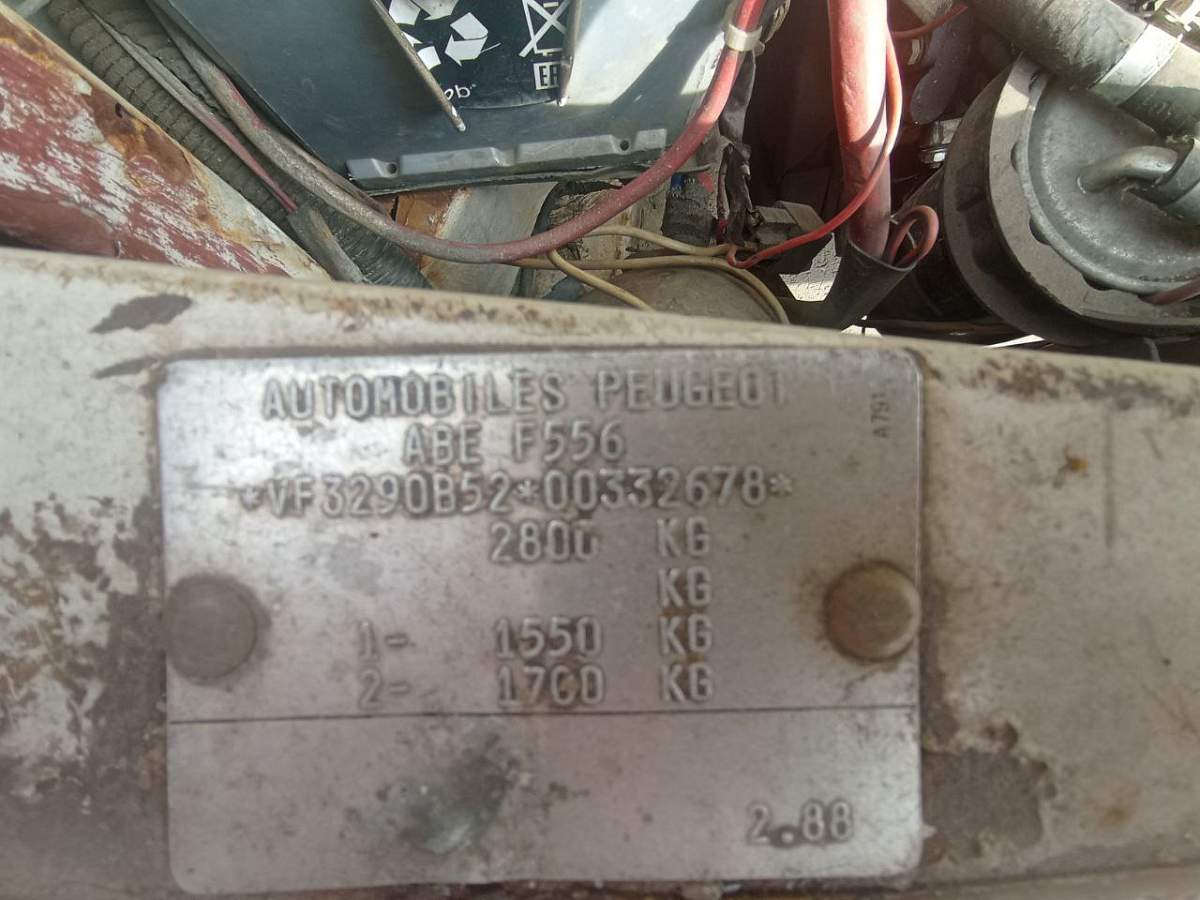 AUTOMOBILES PEUGEOT
ABE F556
*VF3290B52*00332678*
2800 KG
KG
1- 1550 KG
2- 1700 KG
2.88